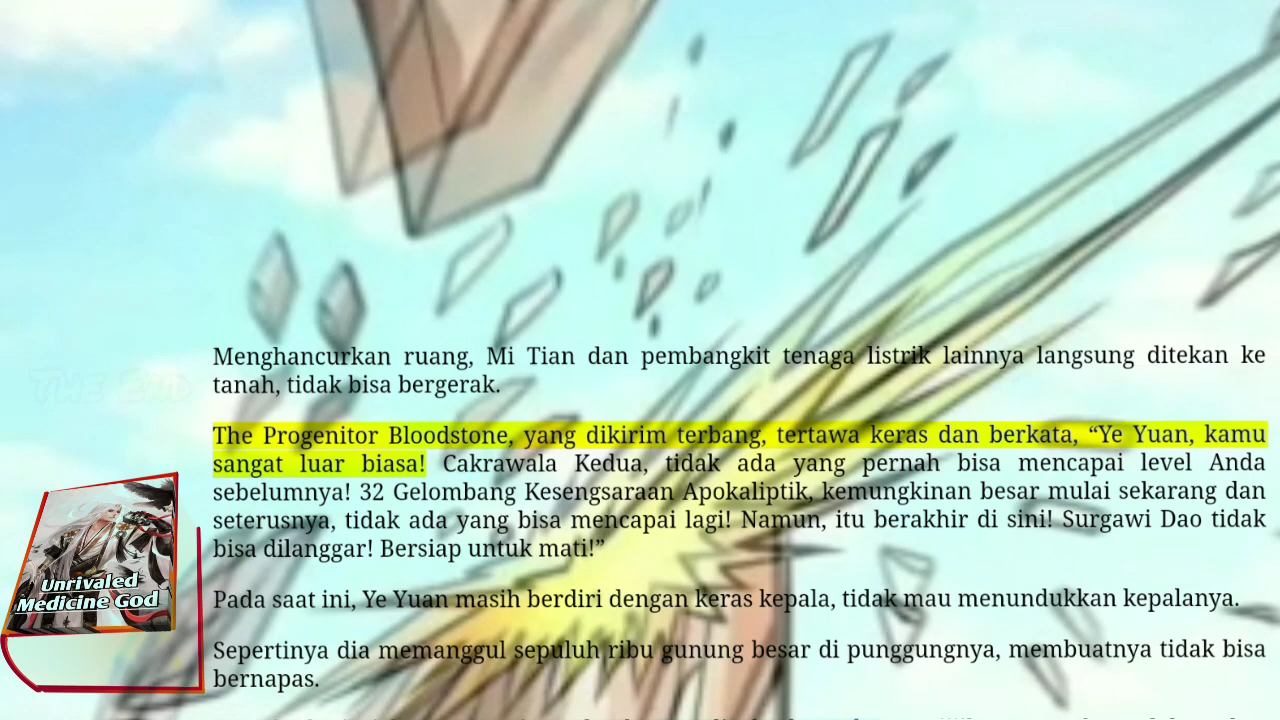 Menghancurkan ruang, Mi Tian dan pembangkit tenaga listrik lainnya langsung ditekan ke
tanah, tidak bisa bergerak.
The Progenitor Bloodstone, yang dikirim terbang, tertawa keras dan berkata, “Ye Yuan, kamu
sangat luar biasa! Cakrawala Kedua, tidak ada yang pernah bisa mencapai level Anda
sebelumnya! 32 Gelombang Kesengsaraan Apokaliptik, kemungkinan besar mulai sekarang dan
seterusnya, tidak ada yang bisa mencapai lagi! Namun, itu berakhir di sini! Surgawi Dao tidak
bisa dilanggar! Bersiap untuk mati!”
Pada saat ini, Ye Yuan masih berdiri dengan keras kepala, tidak mau menundukkan kepalanya.
Sepertinya dia memanggul sepuluh ribu gunung besar di punggungnya, membuatnya tidak bisa
bernapas.
THE END
Unrivaled
Medicine God